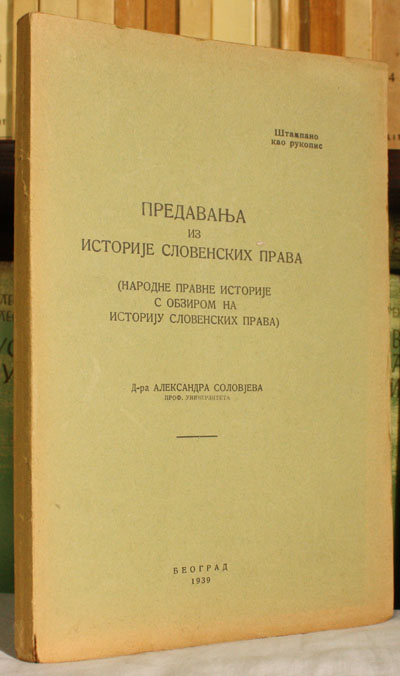 Штампано
као рукопис
ПРЕДАВАЊА
ИЗ
ИСТОРИЈЕ СЛОВЕНСКИХ ПРАВА
(НАРОДНЕ ПРАВНЕ ИСТОРИЈЕ
С ОБЗИРОМ НА
ИСТОРИЈУ СЛОВЕНСКИХ ПРАВА)
Д-ра АЛЕКСАНДРА СОЛОВЈЕВА
ПРОФ. УНИВЕРЗИТЕТА
БЕОГРАД
1939